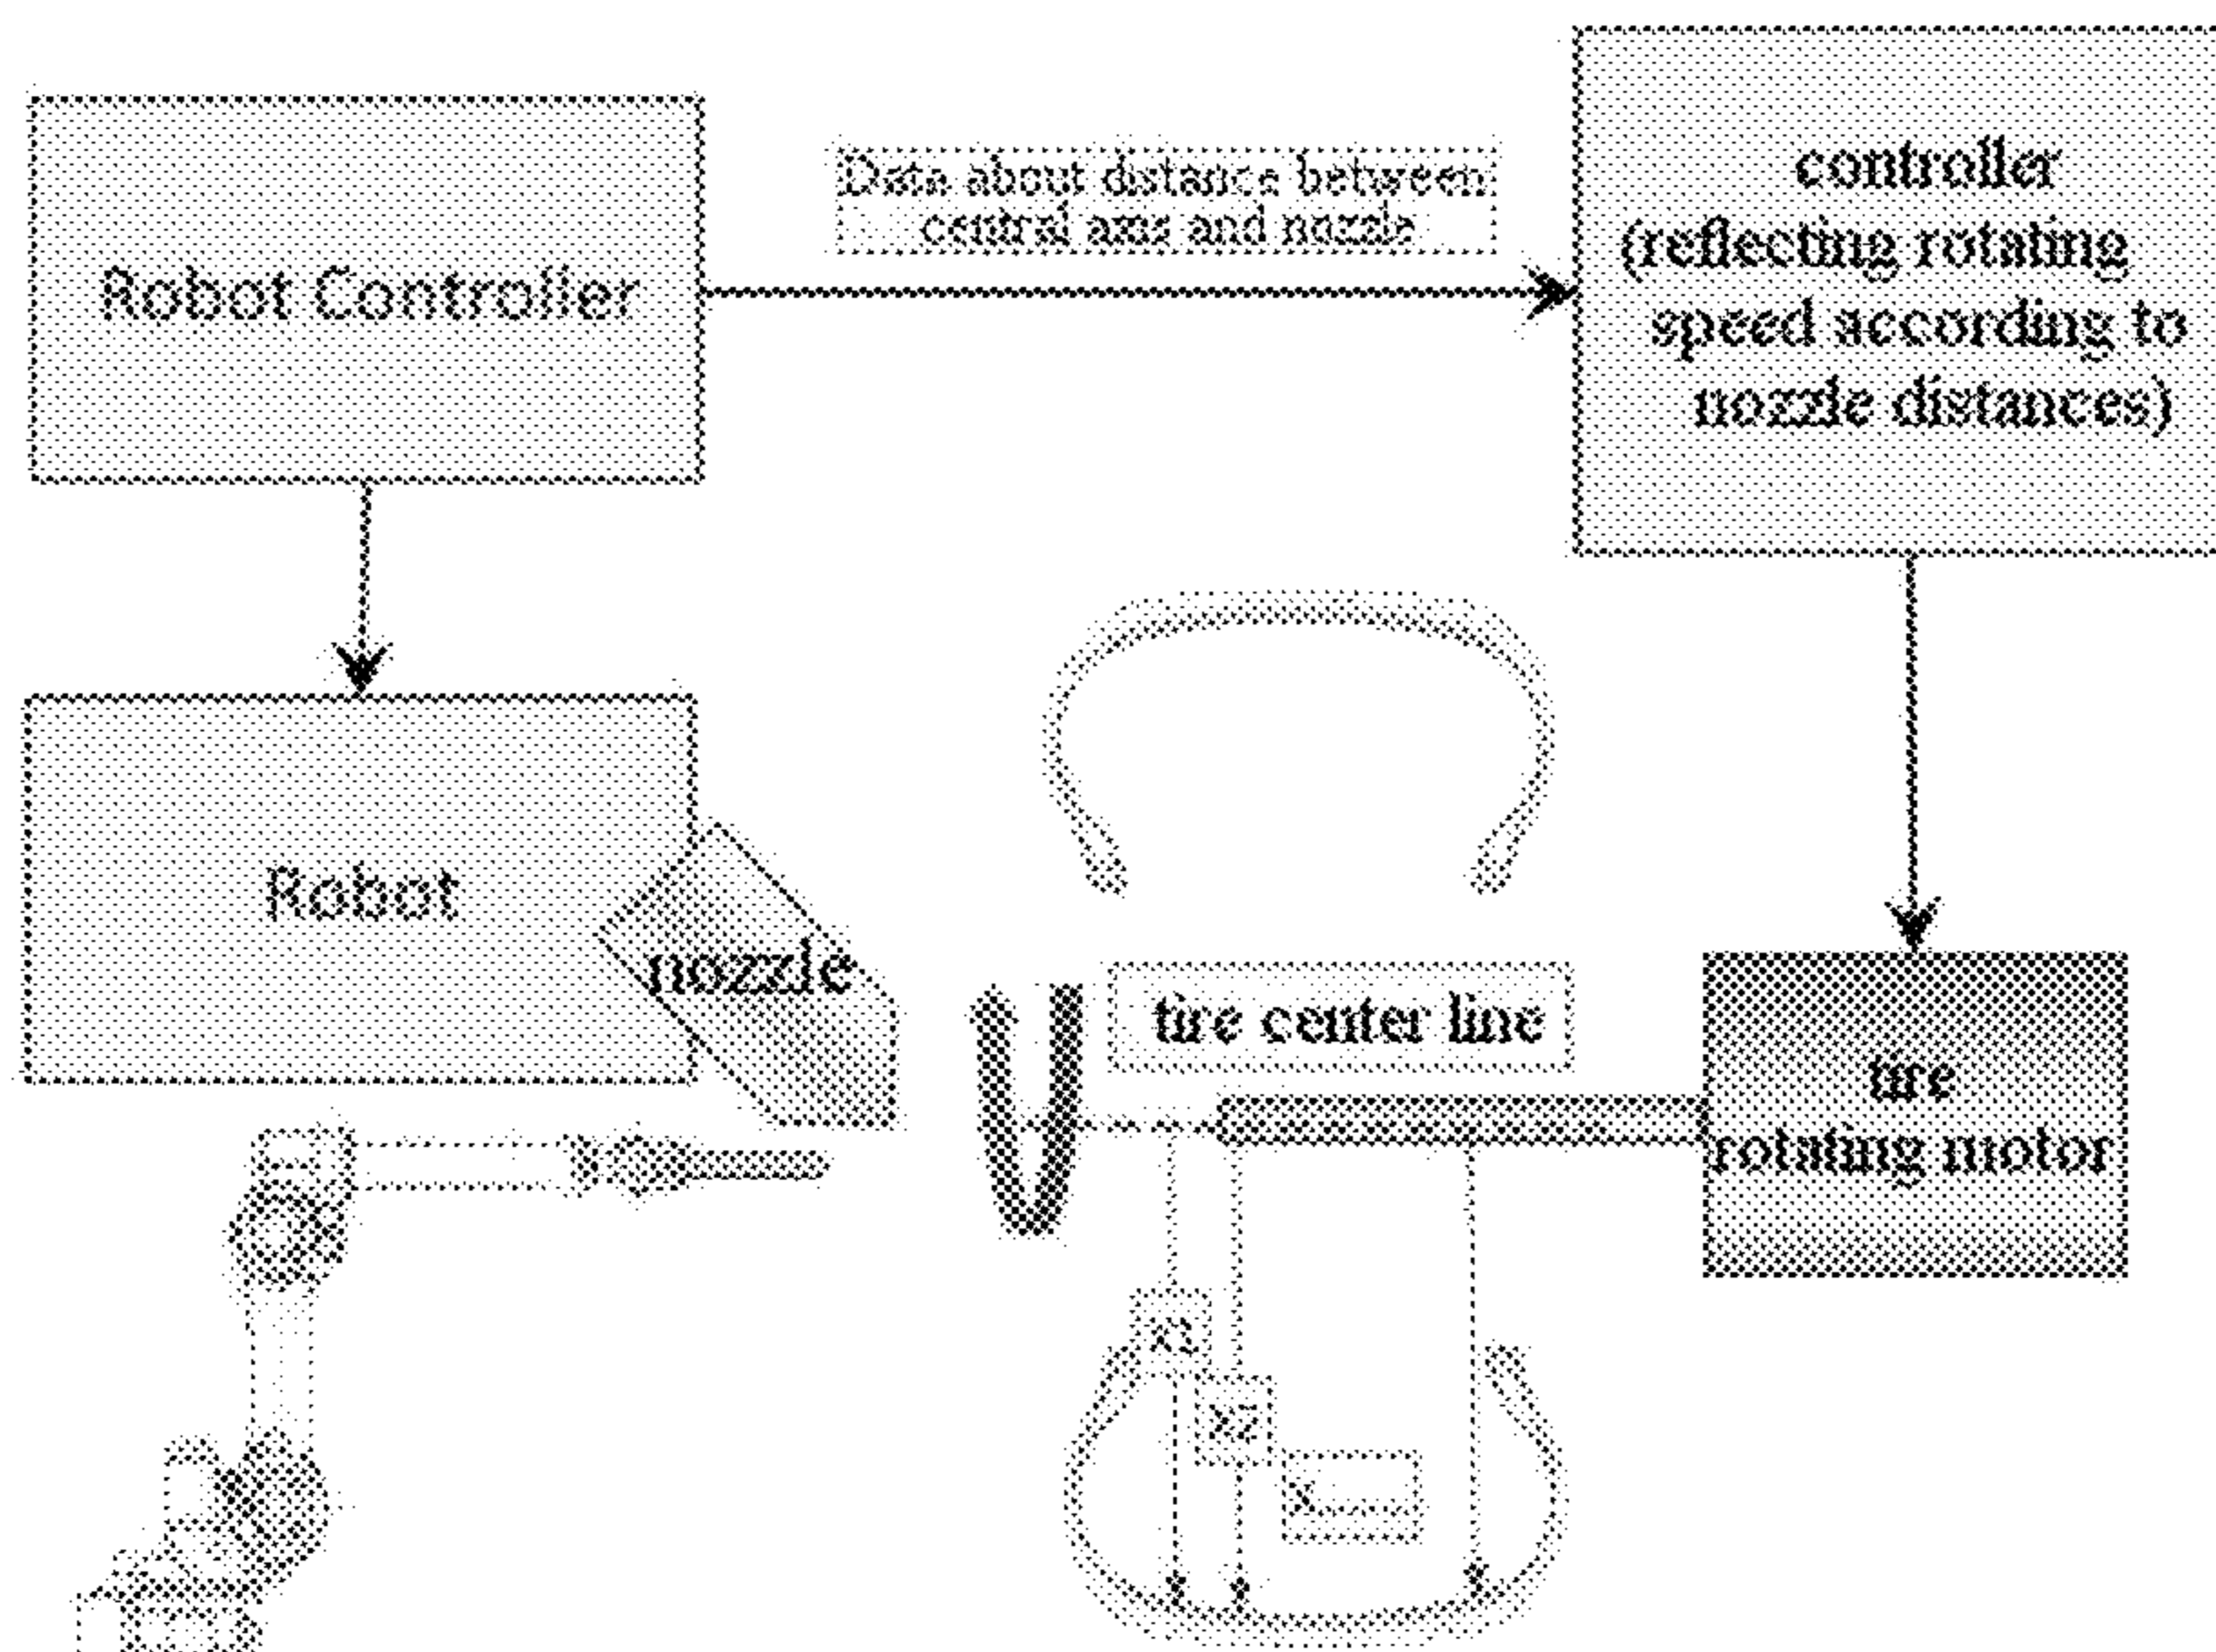 Robot Controller
Data about distance between
central axis and nozzle
controller
(reflecting rotating
speed according to
nozzle distances)
Robot
nozzle
tire center line
tire
rotating motor
X1
X2
X